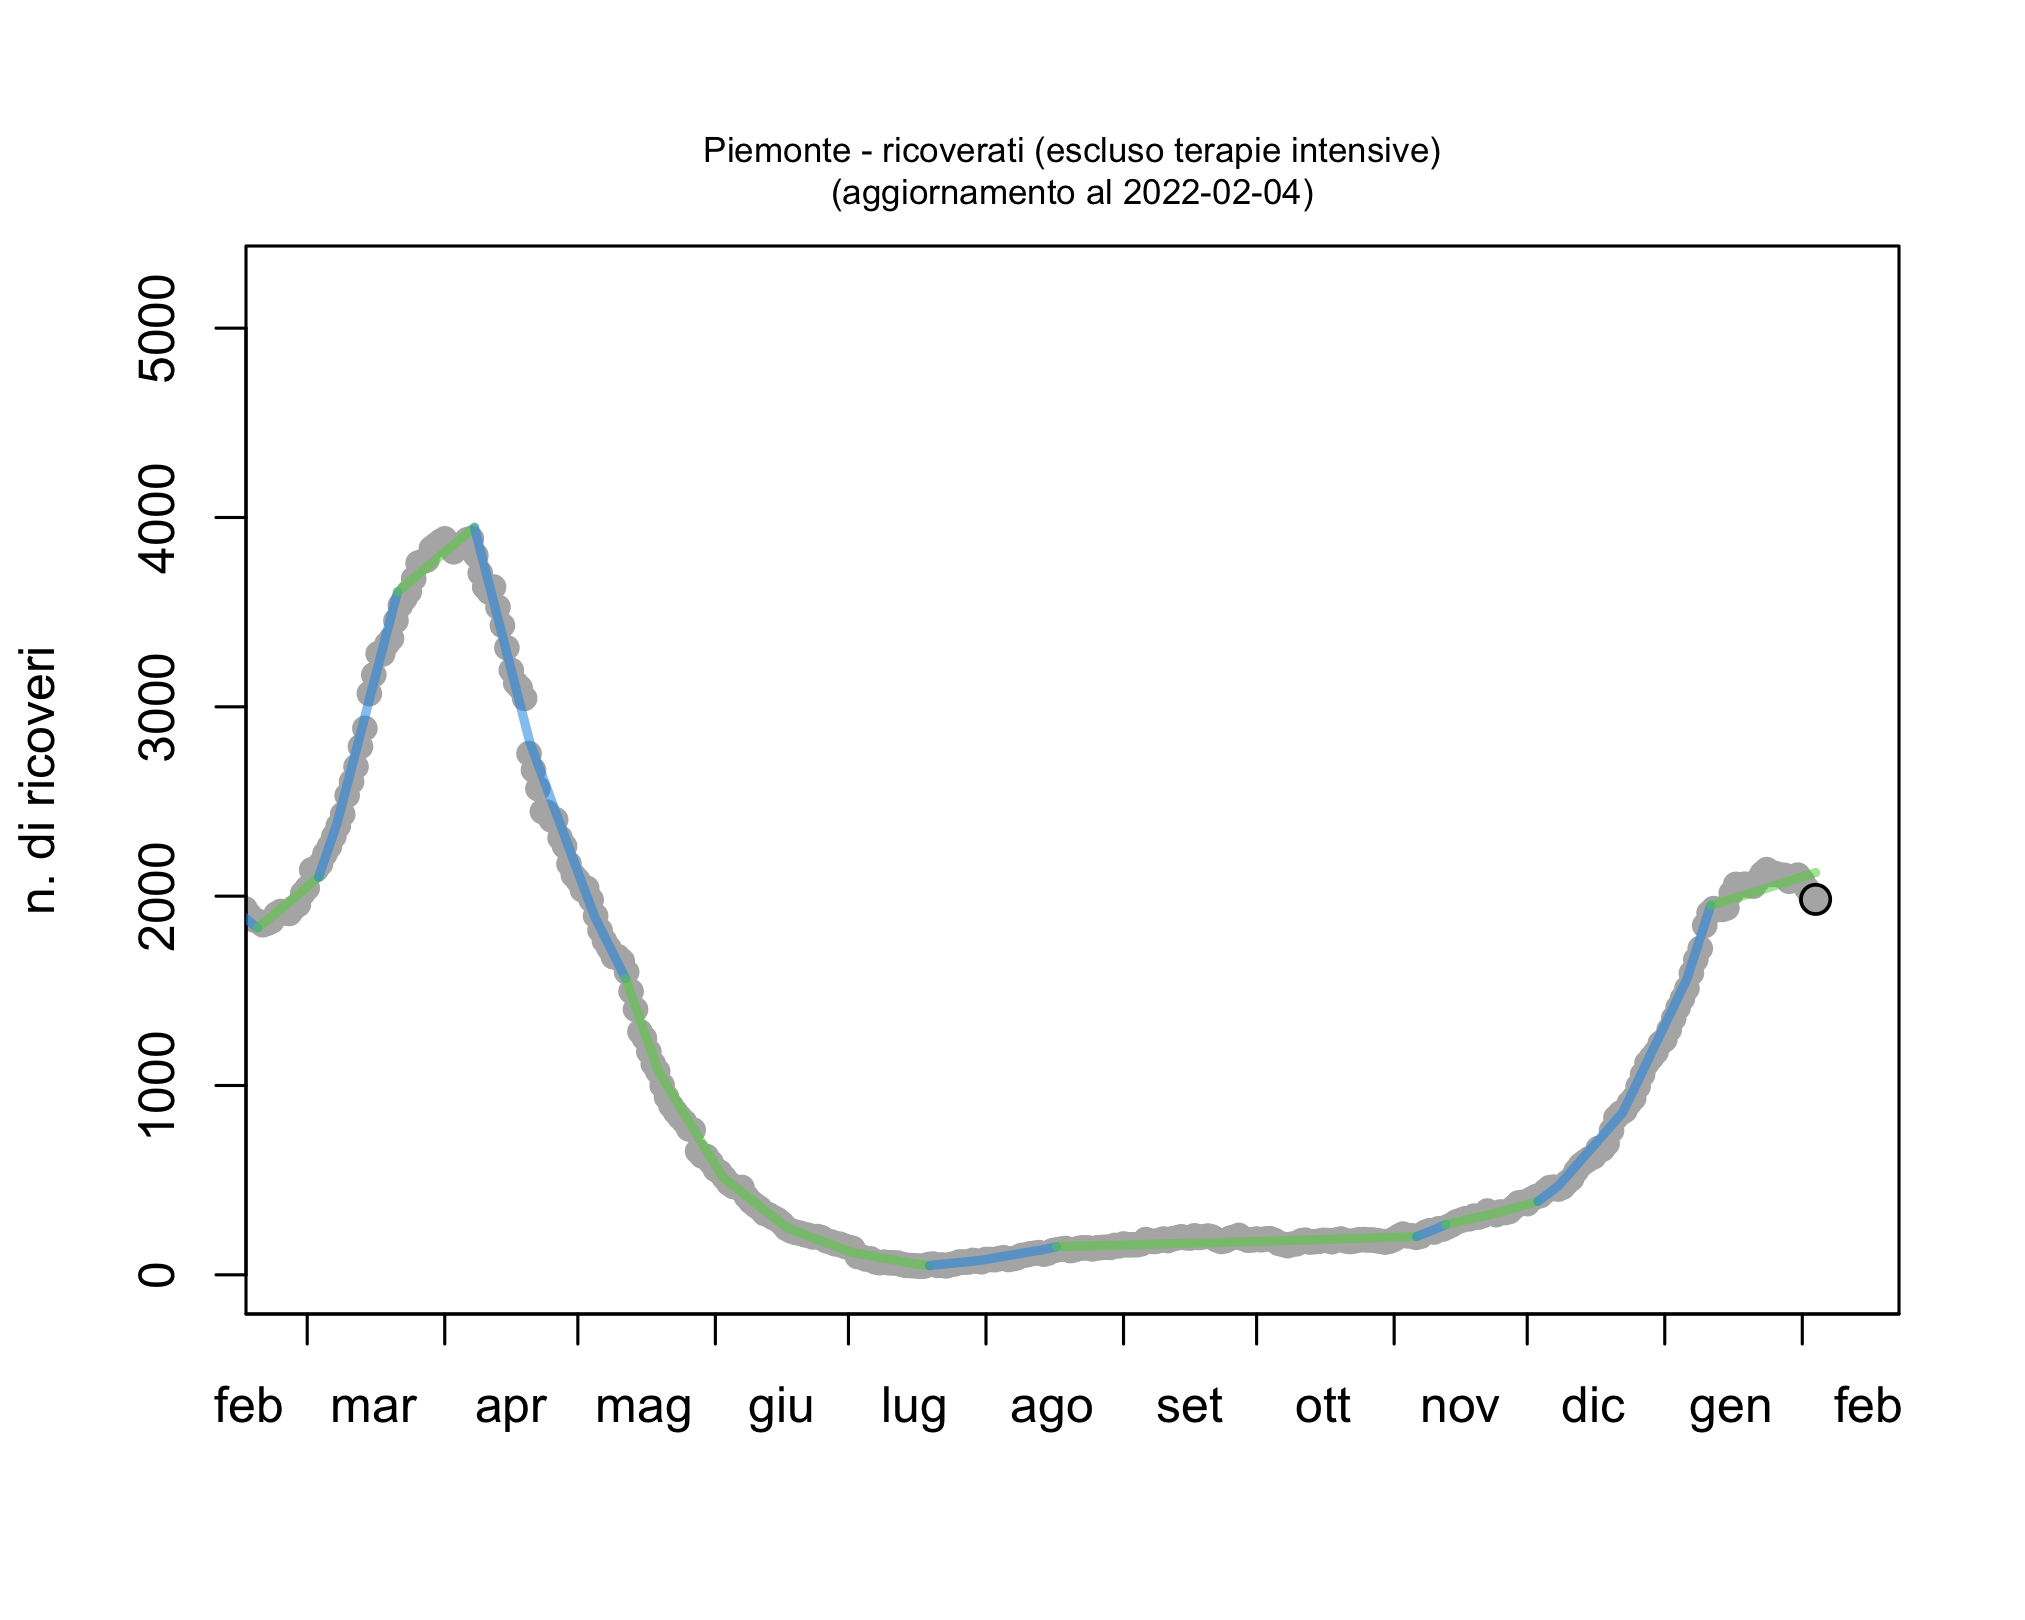 Piemonte - ricoverati (escluso terapie intensive)
(aggiornamento al 2022-02-04)
n. di ricoveri
5000
4000
3000
2000
1000
0
feb mar apr mag giu lug ago set ott nov dic gen feb